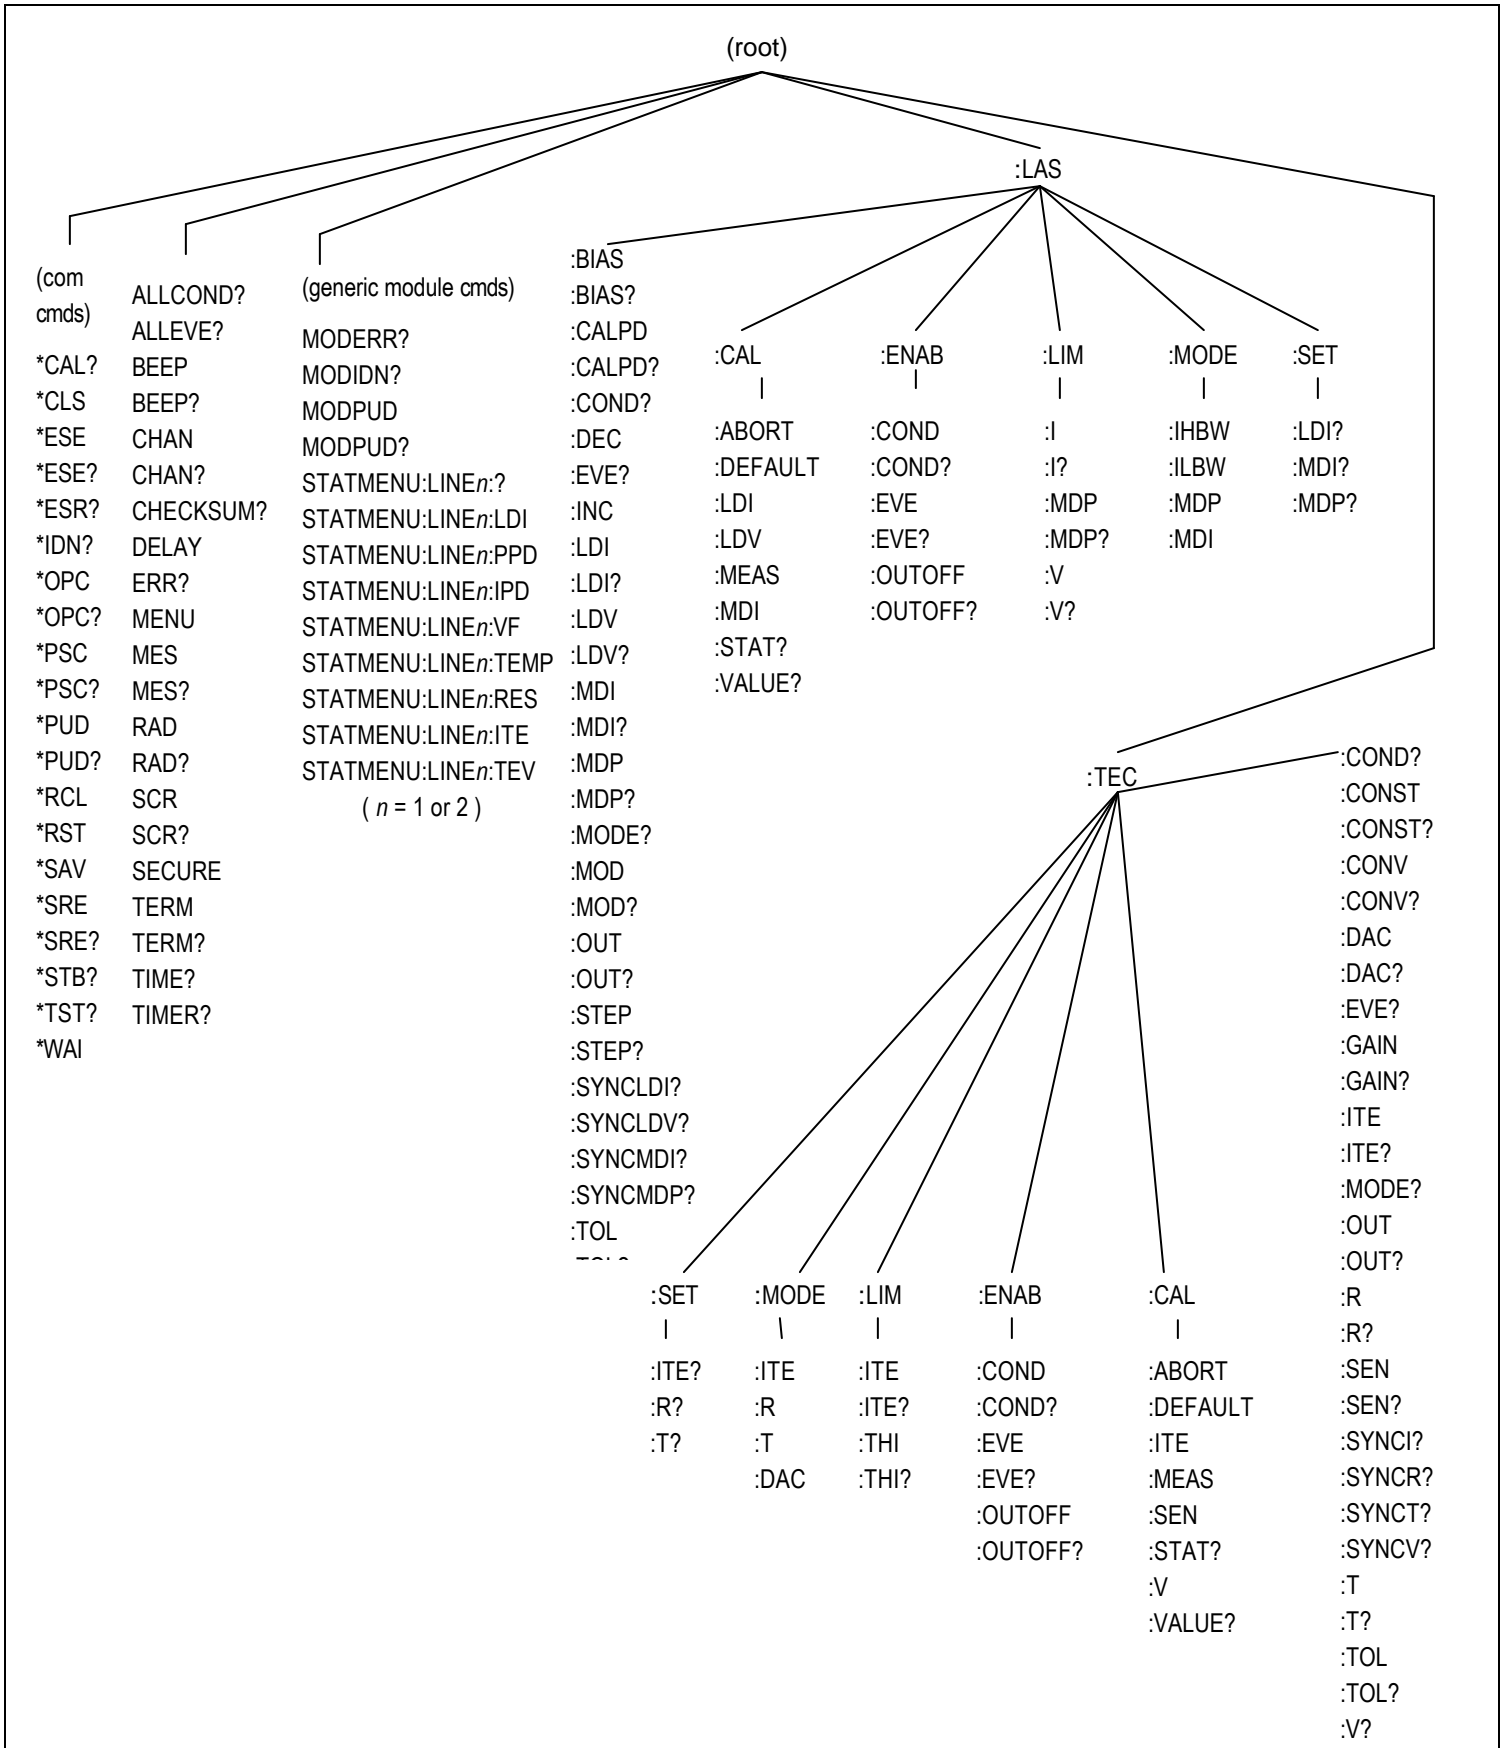 (root)
:LAS
(com
cmds)
*CAL?
*CLS
*ESE
*ESE?
*ESR?
*IDN?
*OPC
*OPC?
*PSC
*PSC?
*PUD
*PUD?
*RCL
*RST
*SAV
*SRE
*SRE?
*STB?
*TST?
*WAI
ALLCOND?
ALLEVE?
BEEP
BEEP?
CHAN
CHAN?
CHECKSUM?
DELAY
ERR?
MENU
MES
MES?
RAD
RAD?
SCR
SCR?
SECURE
TERM
TERM?
TIME?
TIMER?
(generic module cmds)
MODERR?
MODIDN?
MODPUD
MODPUD?
STATMENU:LINEn:?
STATMENU:LINEn:LDI
STATMENU:LINEn:PPD
STATMENU:LINEn:IPD
STATMENU:LINEn:VF
STATMENU:LINEn:TEMP
STATMENU:LINEn:RES
STATMENU:LINEn:ITE
STATMENU:LINEn:TEV
( n = 1 or 2 )
:BIAS
:BIAS?
:CALPD
:CALPD?
:COND?
:DEC
:EVE?
:INC
:LDI
:LDI?
:LDV
:LDV?
:MDI
:MDI?
:MDP
:MDP?
:MODE?
:MOD
:MOD?
:OUT
:OUT?
:STEP
:STEP?
:SYNCLDI?
:SYNCLDV?
:SYNCMDI?
:SYNCMDP?
:TOL
:CAL
:ABORT
:DEFAULT
:LDI
:LDV
:MEAS
:MDI
:STAT?
:VALUE?
:ENAB
:COND
:COND?
:EVE
:EVE?
:OUTOFF
:OUTOFF?
:LIM
:I
:I?
:MDP
:MDP?
:V
:V?
:MODE
:IHBW
:ILBW
:MDP
:MDI
:SET
:LDI?
:MDI?
:MDP?
:TEC
:SET
:ITE?
:R?
:T?
:MODE
:ITE
:R
:T
:DAC
:LIM
:ITE
:ITE?
:THI
:THI?
:ENAB
:COND
:COND?
:EVE
:EVE?
:OUTOFF
:OUTOFF?
:CAL
:ABORT
:DEFAULT
:ITE
:MEAS
:SEN
:STAT?
:V
:VALUE?
:COND?
:CONST
:CONST?
:CONV
:CONV?
:DAC
:DAC?
:EVE?
:GAIN
:GAIN?
:ITE
:ITE?
:MODE?
:OUT
:OUT?
:R
:R?
:SEN
:SEN?
:SYNCI?
:SYNCR?
:SYNCT?
:SYNCV?
:T
:T?
:TOL
:TOL?
:V?